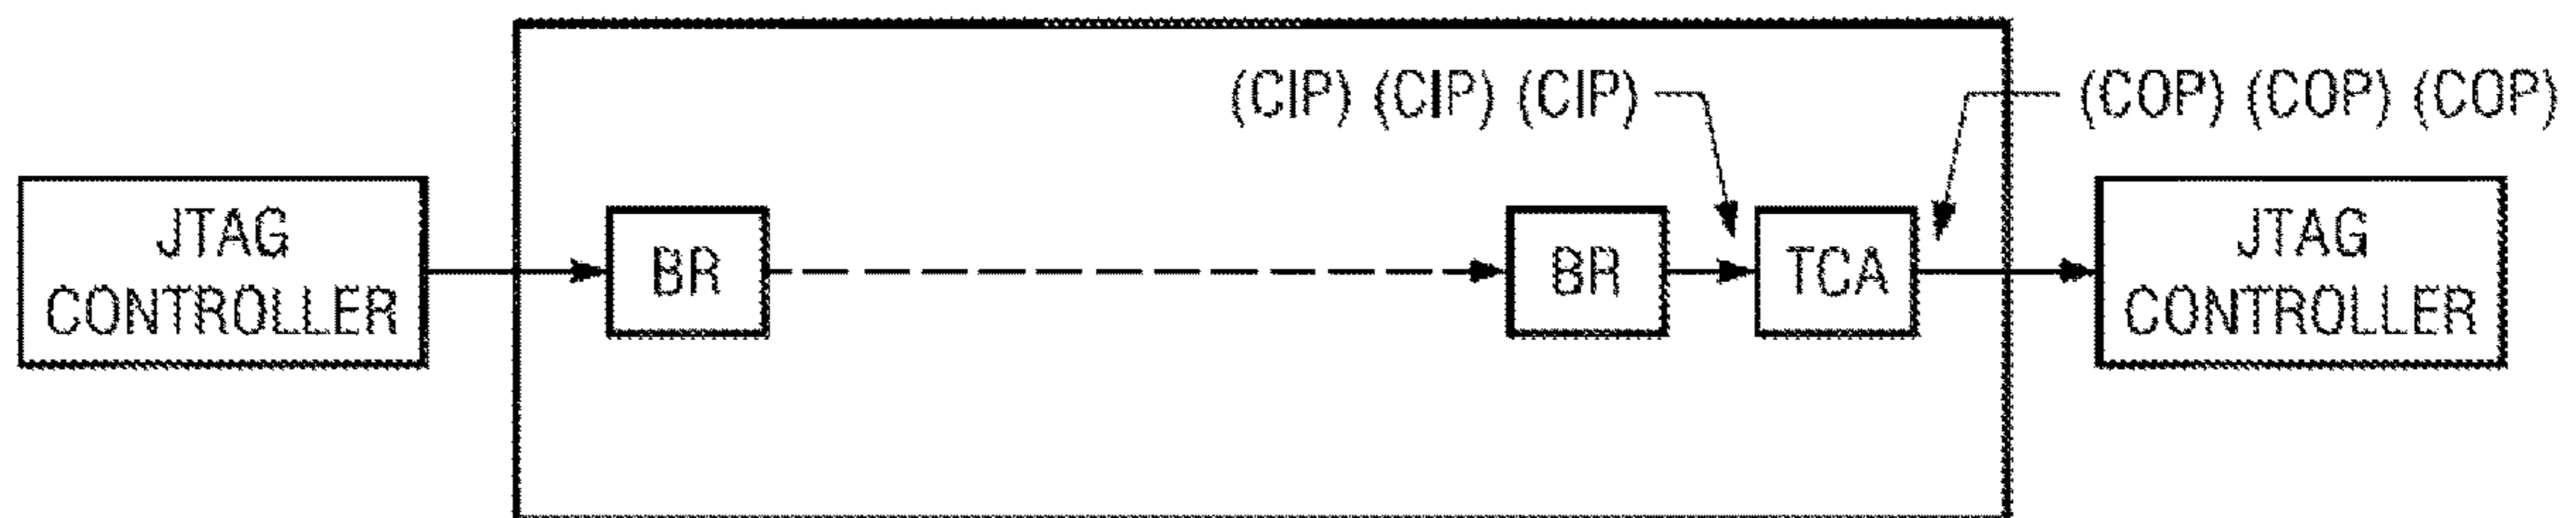 (CIP) (CIP) (CIP)
(COP) (COP) (COP)
JTAG
CONTROLLER
BR
BR
TCA
JTAG
CONTROLLER